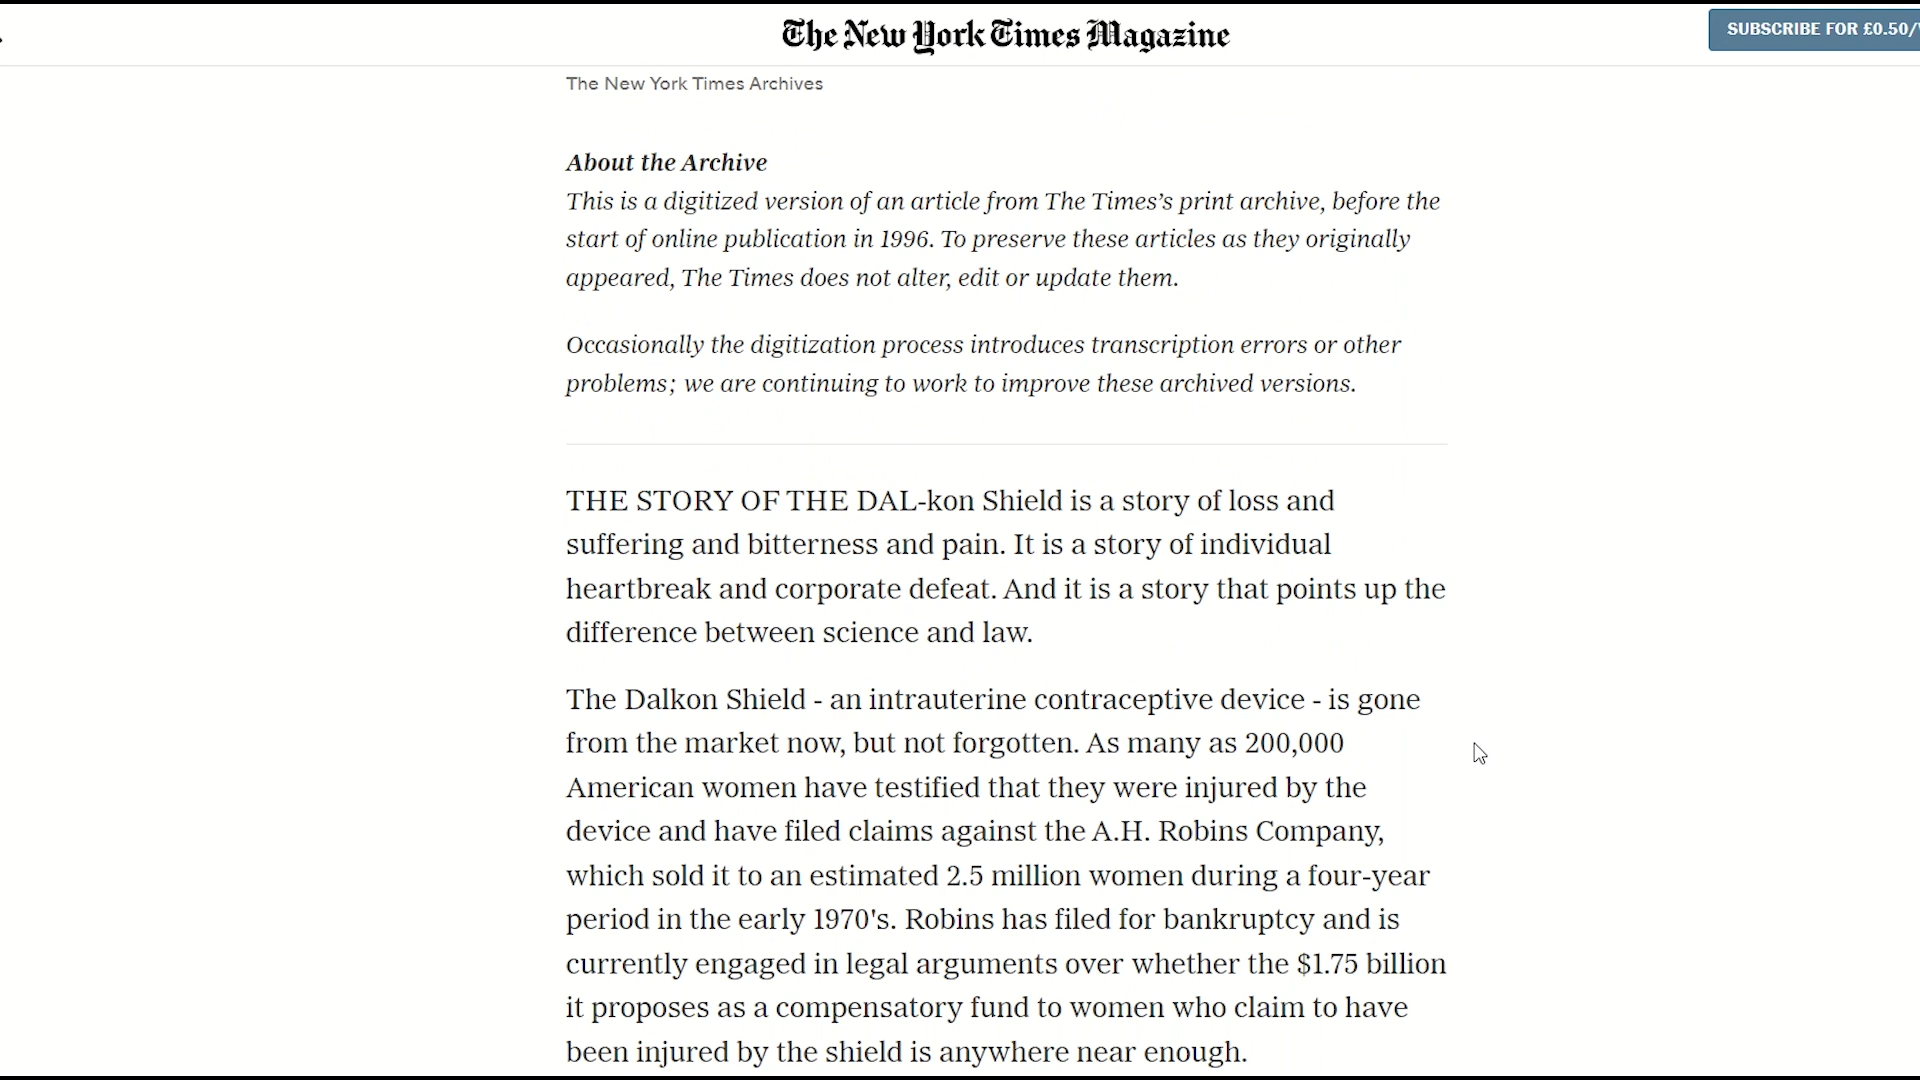 The New York Times Magazine
SUBSCRIBE FOR £0.50/
The New York Times Archives
About the Archive
This is a digitized version of an article from The Times’s print archive, before the
start of online publication in 1996. To preserve these articles as they originally
appeared, The Times does not alter, edit or update them.
Occasionally the digitization process introduces transcription errors or other
problems; we are continuing to work to improve these archived versions.
THE STORY OF THE DAL-kon Shield is a story of loss and
suffering and bitterness and pain. It is a story of individual
heartbreak and corporate defeat. And it is a story that points up the
difference between science and law.
The Dalkon Shield - an intrauterine contraceptive device - is gone
from the market now, but not forgotten. As many as 200,000
American women have testified that they were injured by the
device and have filed claims against the A.H. Robins Company,
which sold it to an estimated 2.5 million women during a four-year
period in the early 1970's. Robins has filed for bankruptcy and is
currently engaged in legal arguments over whether the $1.75 billion
it proposes as a compensatory fund to women who claim to have
been injured by the shield is anywhere near enough.